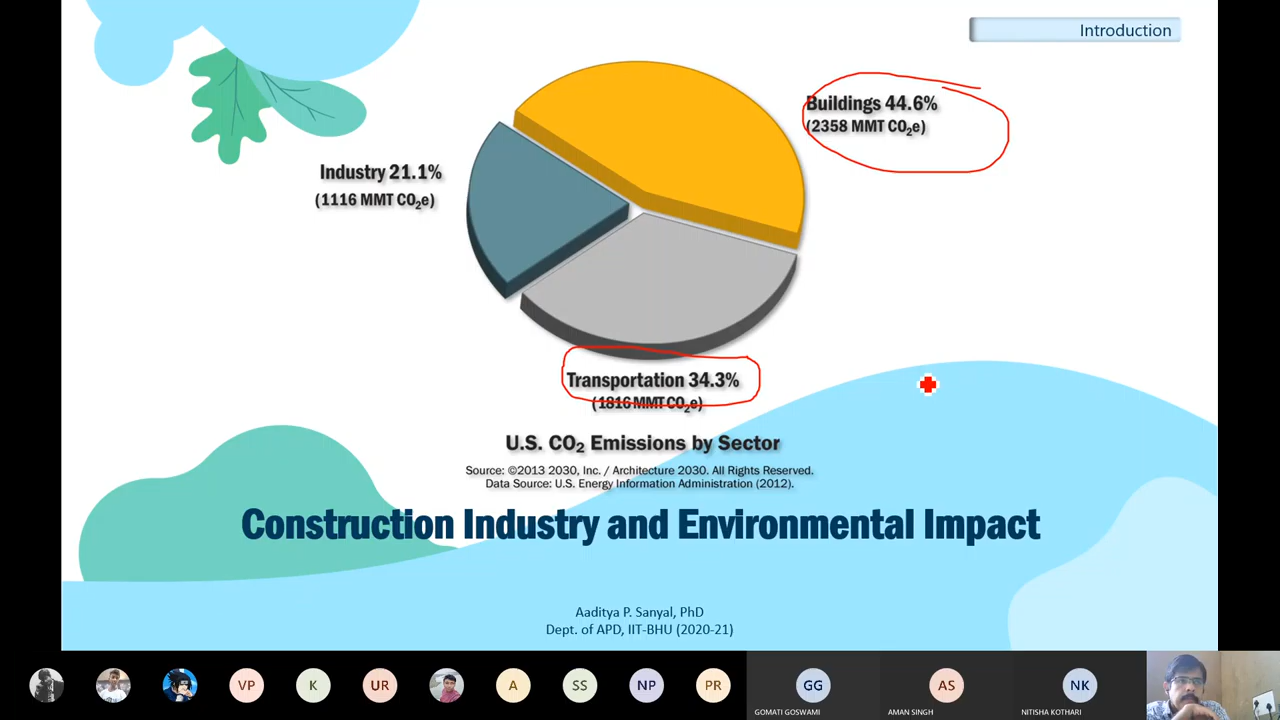 Introduction
Buildings 44.6%
(2358 MMT CO₂e)
Industry 21.1%
(1116 MMT CO₂e)
Transportation 34.3%
(1816 MMT CO₂e)
U.S. CO₂ Emissions by Sector
Source: ©2013 2030, Inc. / Architecture 2030. All Rights Reserved.
Data Source: U.S. Energy Information Administration (2012).
Construction Industry and Environmental Impact
Aaditya P. Sanyal, PhD
Dept. of APD, IIT-BHU (2020-21)
VP
K
UR
A
SS
NP
PR
GG
AS
NK
GOMATI GOSWAMI
AMAN SINGH
NITISHA KOTHARI